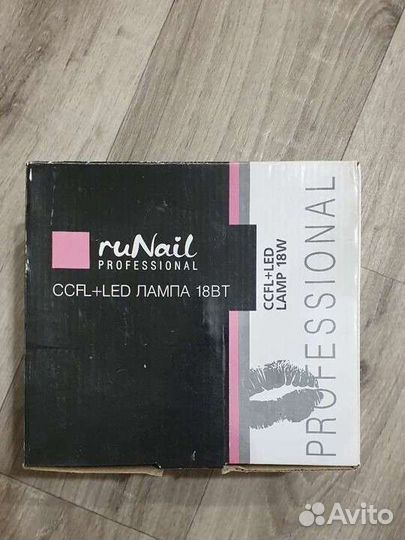 ruNail
PROFESSIONAL
CCFL+LED ЛАМПА 18ВТ
CCFL+LED
LAMP 18W
PROFESSIONAL
Avito